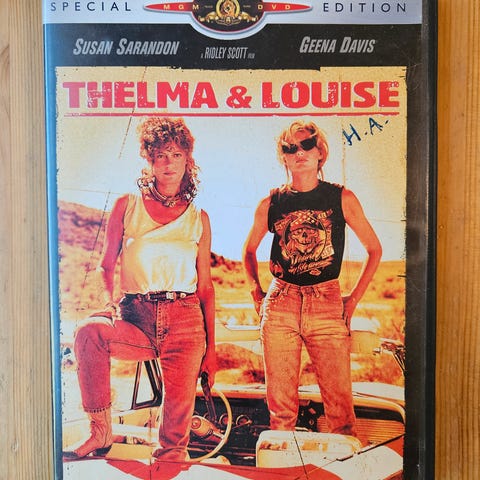 SPECIAL EDITION
MGM DVD
SUSAN SARANDON
A RIDLEY SCOTT FILM
GEENA DAVIS
THELMA & LOUISE
H.A.